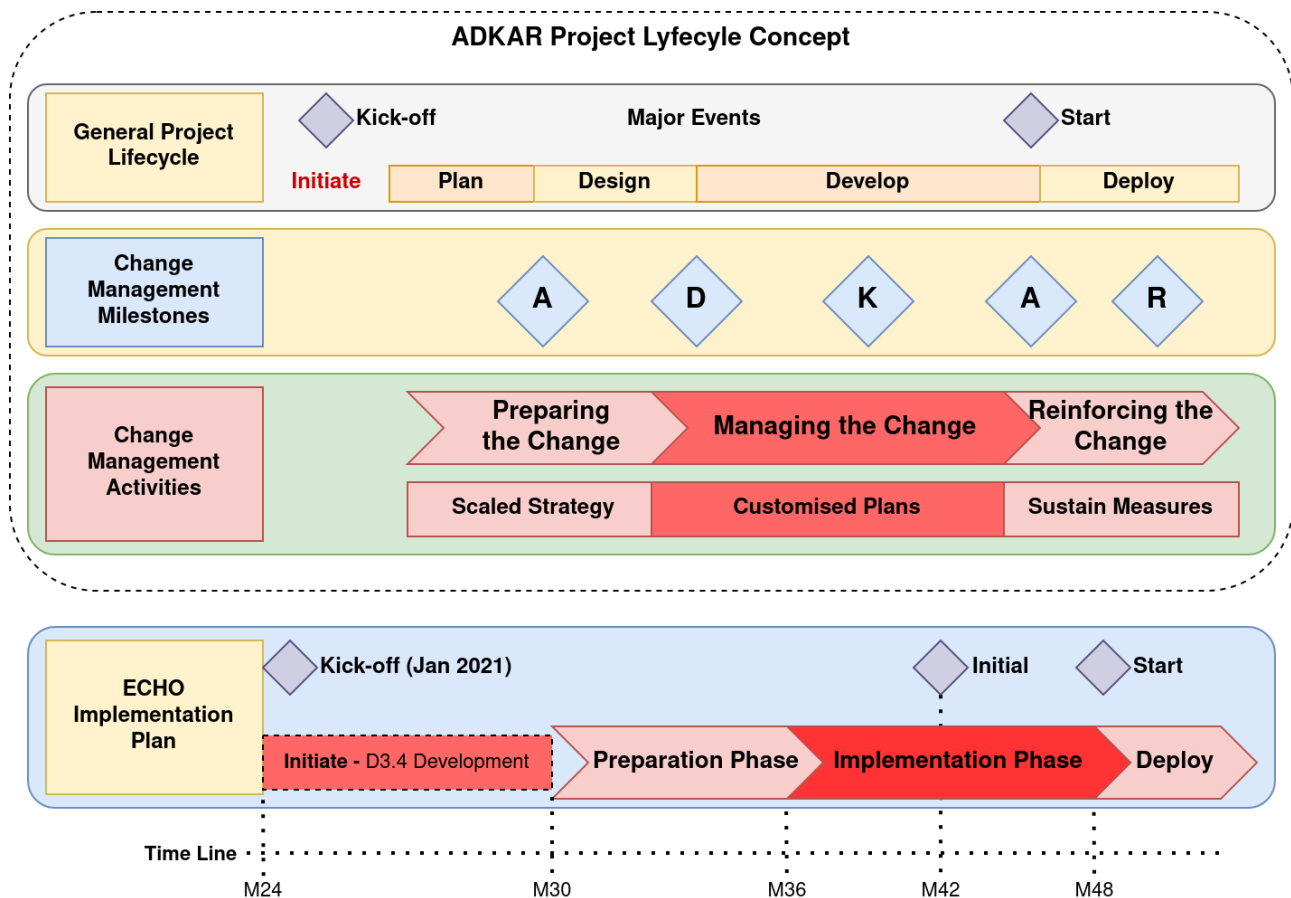 ADKAR Project Lyfecyle Concept
General Project
Lifecycle
Kick-off
Major Events
Start
Initiate
Plan
Design
Develop
Deploy
Change
Management
Milestones
A
D
K
A
R
Change
Management
Activities
Preparing
the Change
Managing the Change
Reinforcing the
Change
Scaled Strategy
Customised Plans
Sustain Measures
ECHO
Implementation
Plan
Kick-off (Jan 2021)
Initial
Start
Initiate - D3.4 Development
Preparation Phase
Implementation Phase
Deploy
Time Line
M24
M30
M36
M42
M48